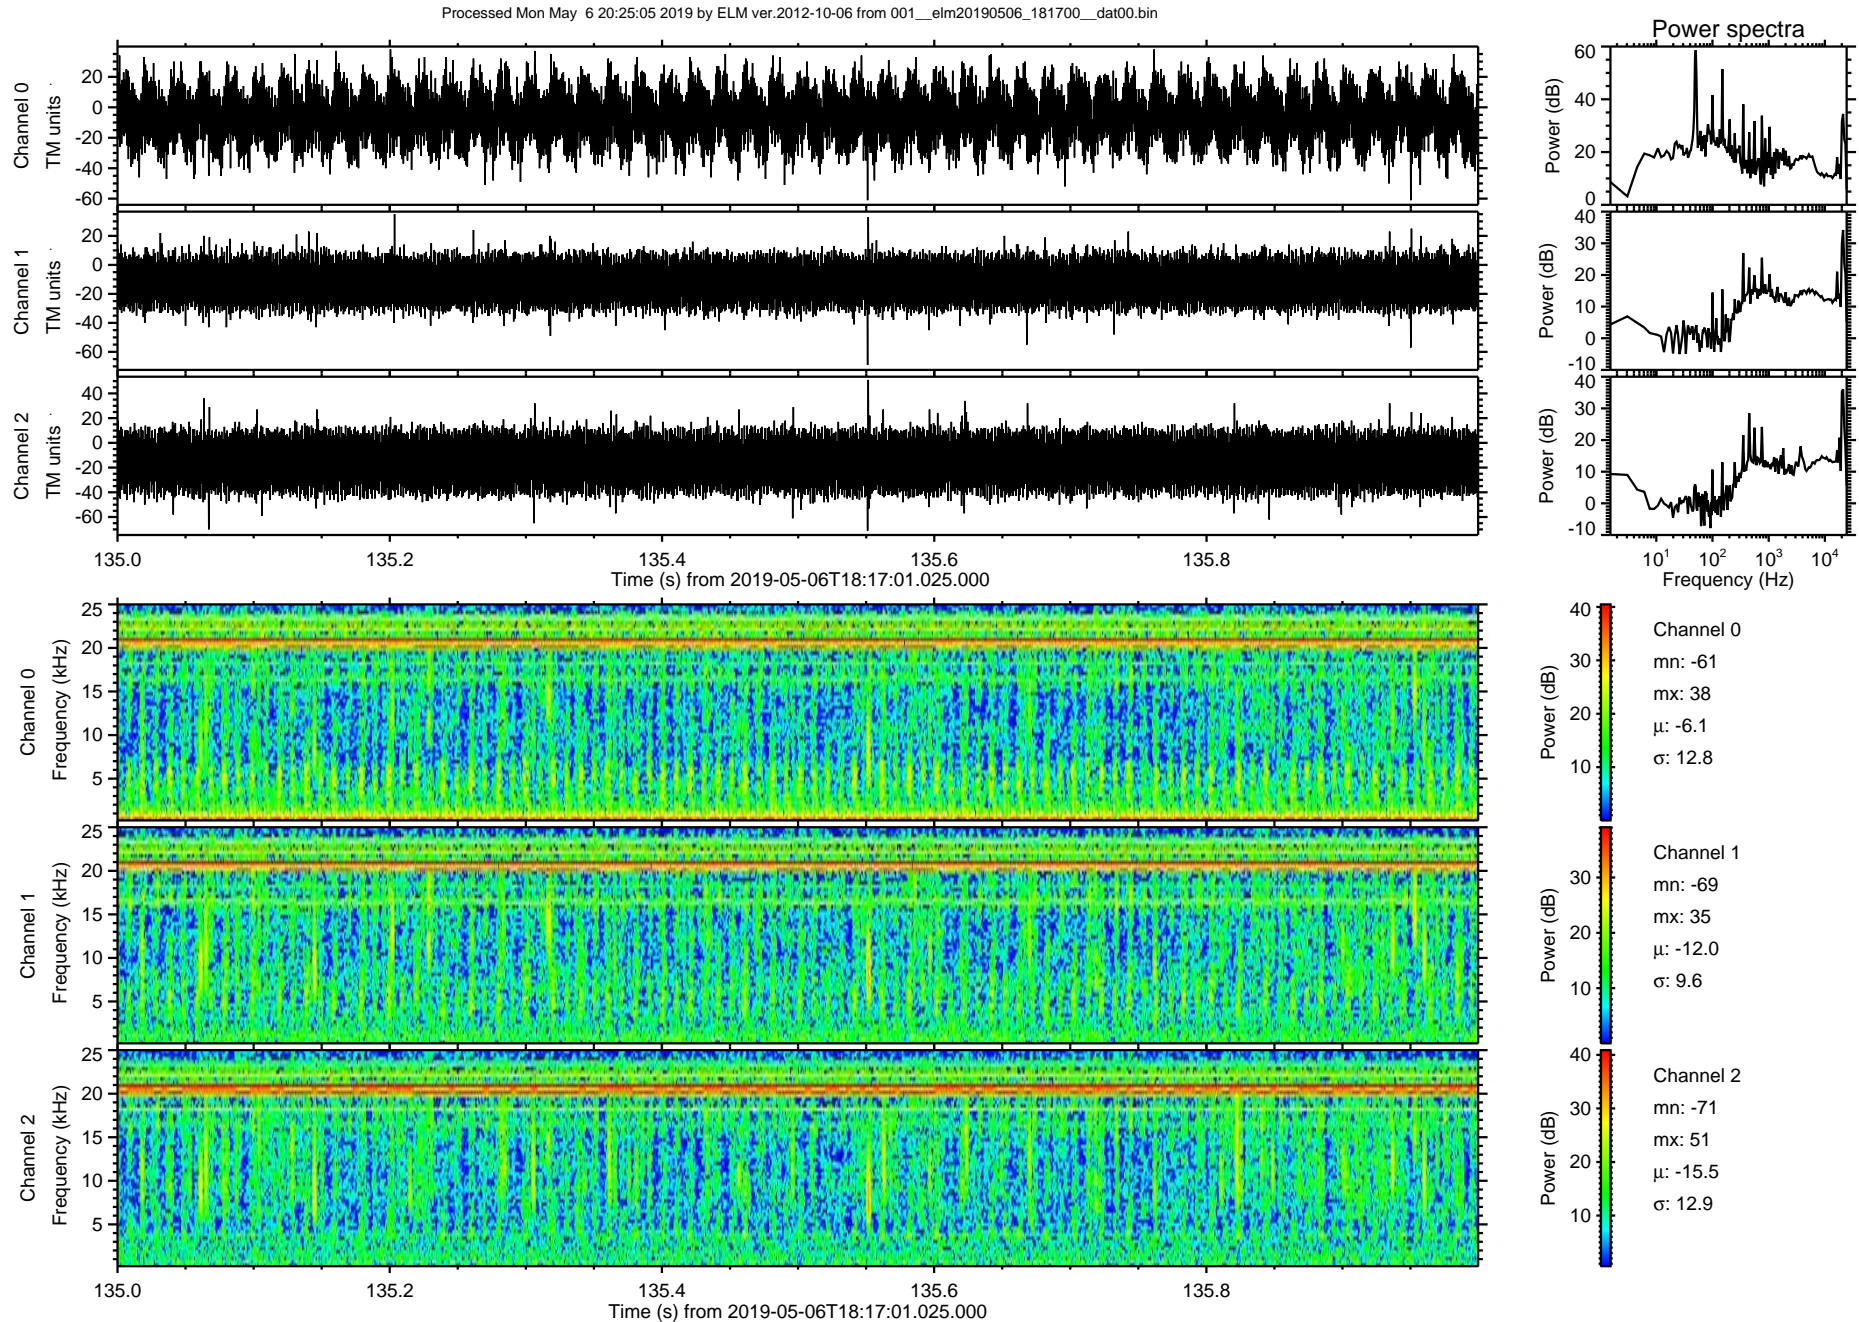 Processed Mon May  6 20:25:05 2019 by ELM ver.2012-10-06 from 001__elm20190506_181700__dat00.bin
Power spectra
Channel 0
TM units
20
0
-20
-40
-60
Power (dB)
60
40
20
0
Channel 1
TM units
20
0
-20
-40
-60
Power (dB)
40
30
20
10
0
-10
Channel 2
TM units
40
20
0
-20
-40
-60
Power (dB)
40
30
20
10
0
-10
135.0 135.2 135.4 135.6 135.8
Time (s) from 2019-05-06T18:17:01.025.000
10^1 10^2 10^3 10^4
Frequency (Hz)
Channel 0
Frequency (kHz)
25
20
15
10
5
Power (dB)
40
30
20
10
Channel 0
mn: -61
mx: 38
µ: -6.1
σ: 12.8
Channel 1
Frequency (kHz)
25
20
15
10
5
Power (dB)
30
20
10
Channel 1
mn: -69
mx: 35
µ: -12.0
σ: 9.6
Channel 2
Frequency (kHz)
25
20
15
10
5
Power (dB)
40
30
20
10
Channel 2
mn: -71
mx: 51
µ: -15.5
σ: 12.9
135.0 135.2 135.4 135.6 135.8
Time (s) from 2019-05-06T18:17:01.025.000